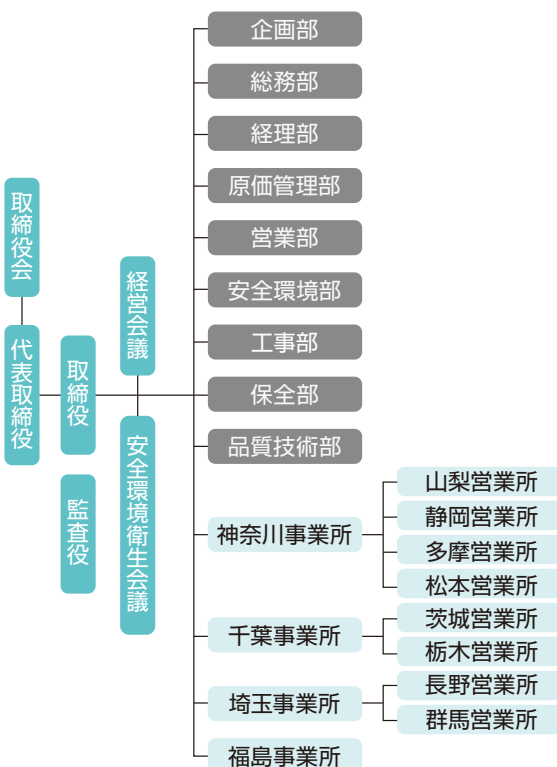 取締役会
代表取締役
取締役
監査役
経営会議
安全環境衛生会議
企画部
総務部
経理部
原価管理部
営業部
安全環境部
工事部
保全部
品質技術部
神奈川事業所
山梨営業所
静岡営業所
多摩営業所
松本営業所
千葉事業所
茨城営業所
栃木営業所
埼玉事業所
長野営業所
群馬営業所
福島事業所